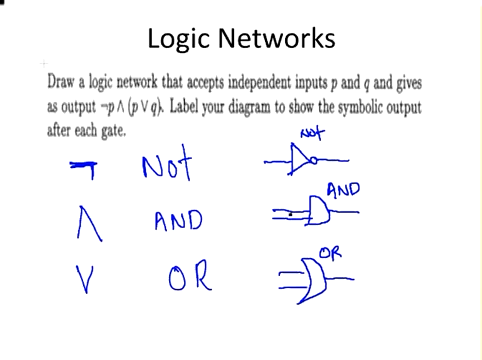 Logic Networks
Draw a logic network that accepts independent inputs p and q and gives
as output ¬p ∧ (p ∨ q). Label your diagram to show the symbolic output
after each gate.
¬ Not Not
∧ AND AND
∨ OR OR